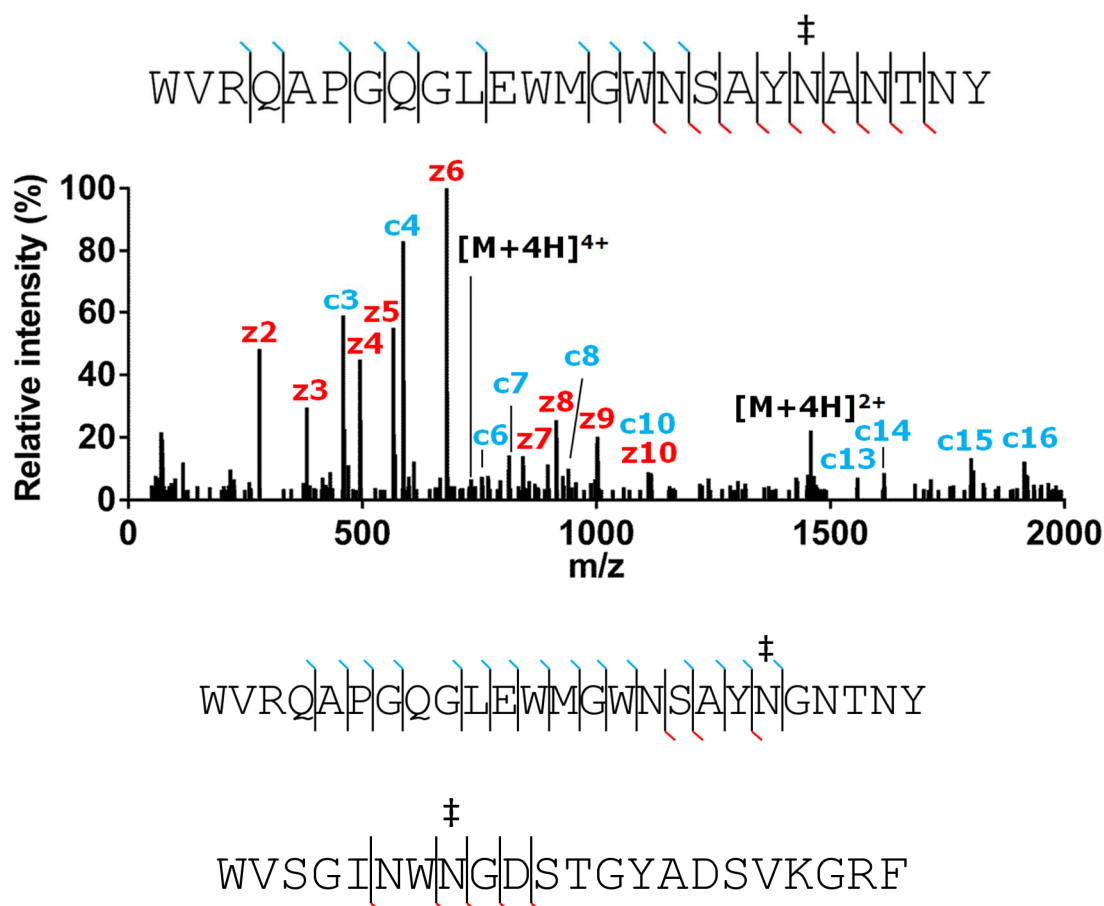 ‡
WVRQAPGQGLEWMGWNSAYNANTNY
Relative intensity (%)
100
80
60
40
20
0
z2
z3
c3
z4
z5
c4
z6
[M+4H]4+
c6
c7
z7
z8
c8
z9
c10
z10
[M+4H]2+
c13
c14
c15
c16
0 500 1000 1500 2000
m/z
‡
WVRQAPGQGLEWMGWNSAYNGNTNY
‡
WVSGINWNGDSTGYADSVKGRF